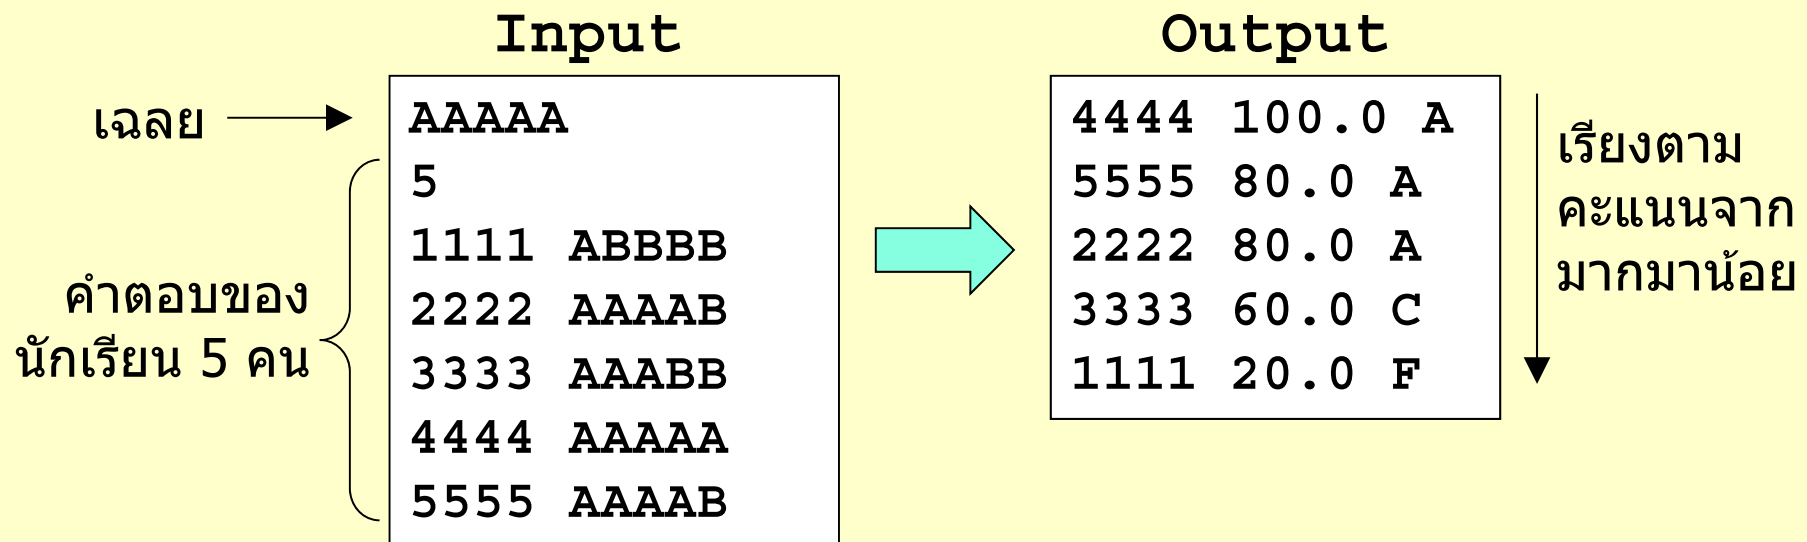 Input
เฉลย
AAAAA
5
1111 ABBBB
2222 AAAAB
3333 AAABB
4444 AAAAA
5555 AAAAB
คำตอบของ
นักเรียน 5 คน
Output
4444 100.0 A
5555 80.0 A
2222 80.0 A
3333 60.0 C
1111 20.0 F
เรียงตาม
คะแนนจาก
มากมาน้อย